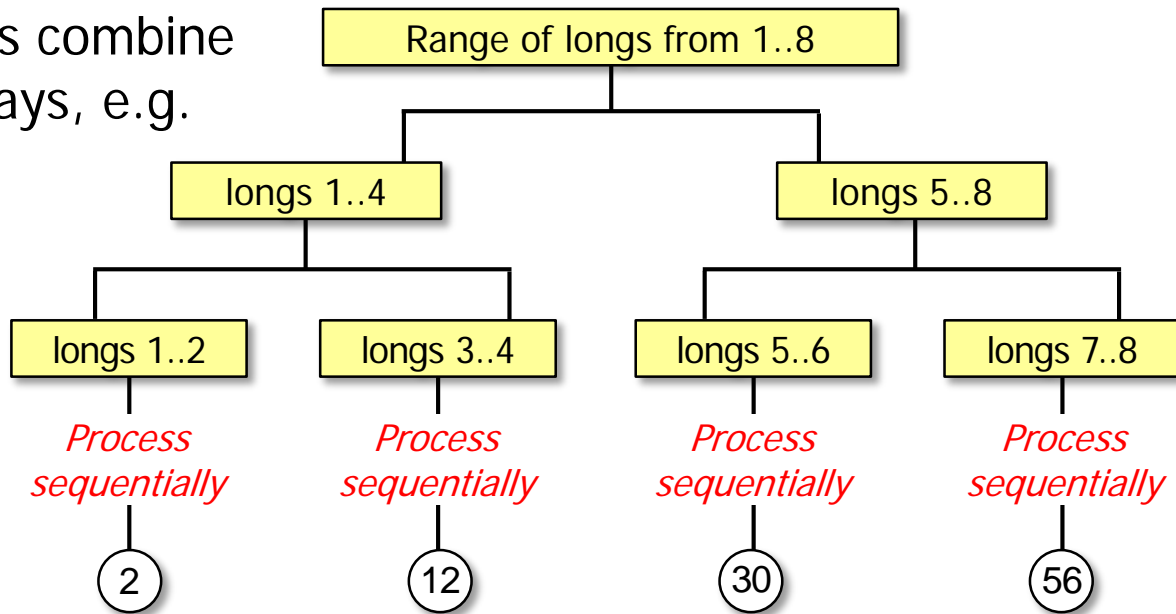 s combine
ays, e.g.
Range of longs from 1..8
longs 1..4
longs 5..8
longs 1..2
longs 3..4
longs 5..6
longs 7..8
Process
sequentially
Process
sequentially
Process
sequentially
Process
sequentially
2
12
30
56